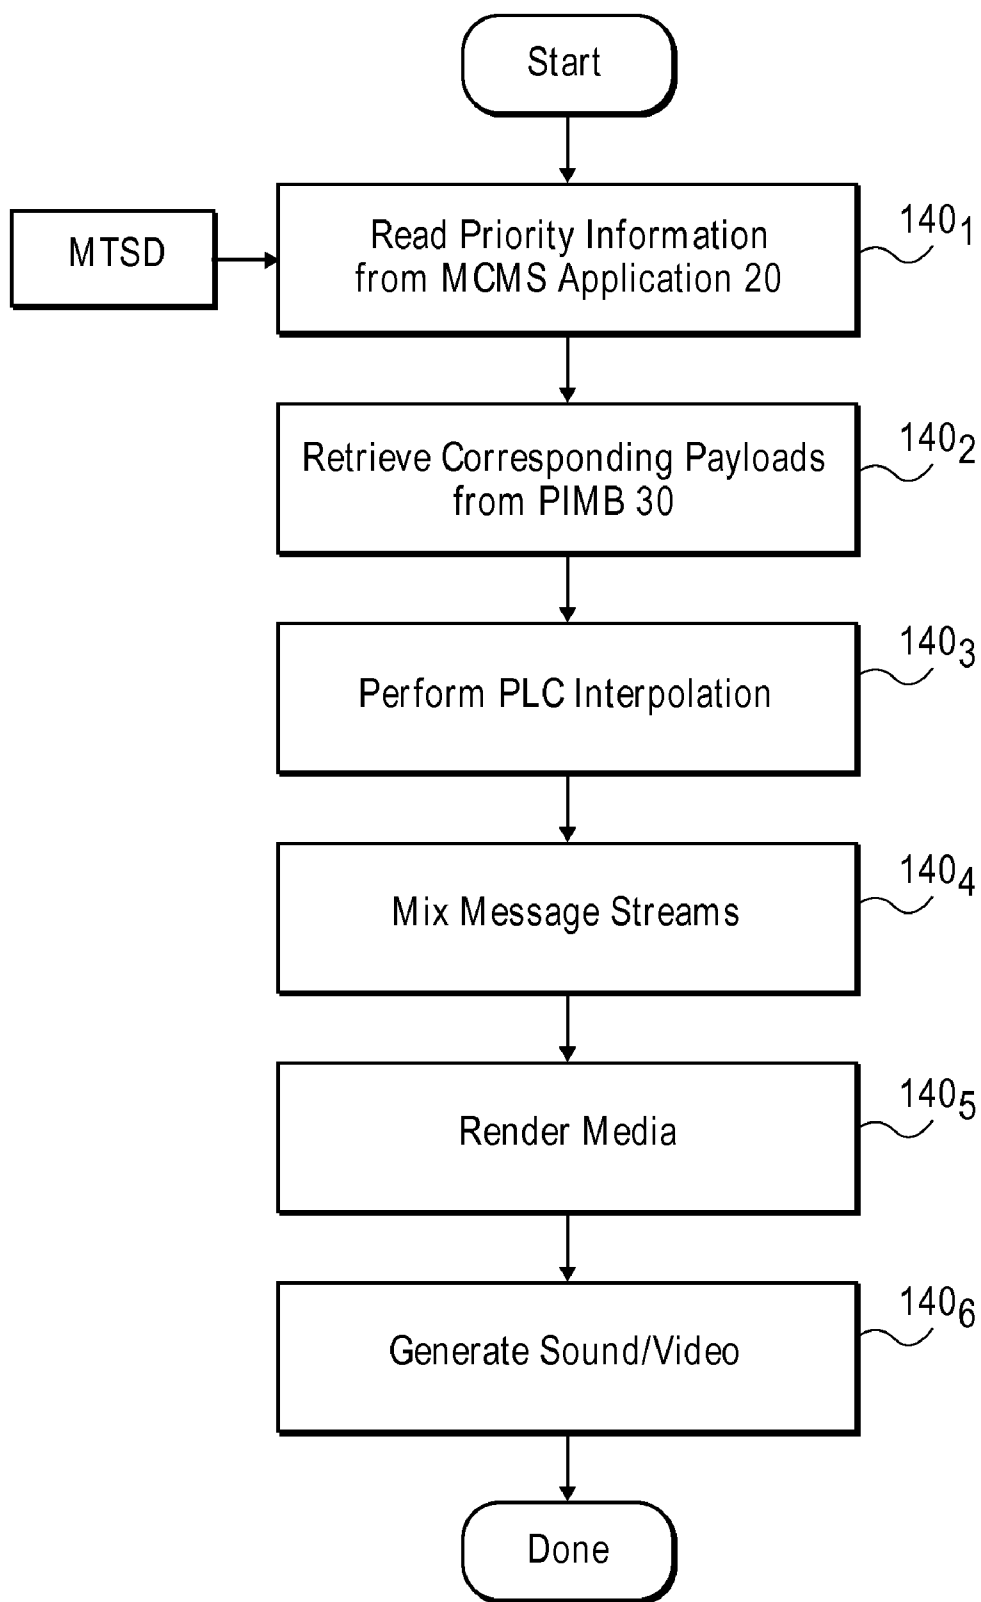 Start
MTSD
Read Priority Information
from MCMS Application 20
140₁
Retrieve Corresponding Payloads
from PIMB 30
140₂
Perform PLC Interpolation
140₃
Mix Message Streams
140₄
Render Media
140₅
Generate Sound/Video
140₆
Done